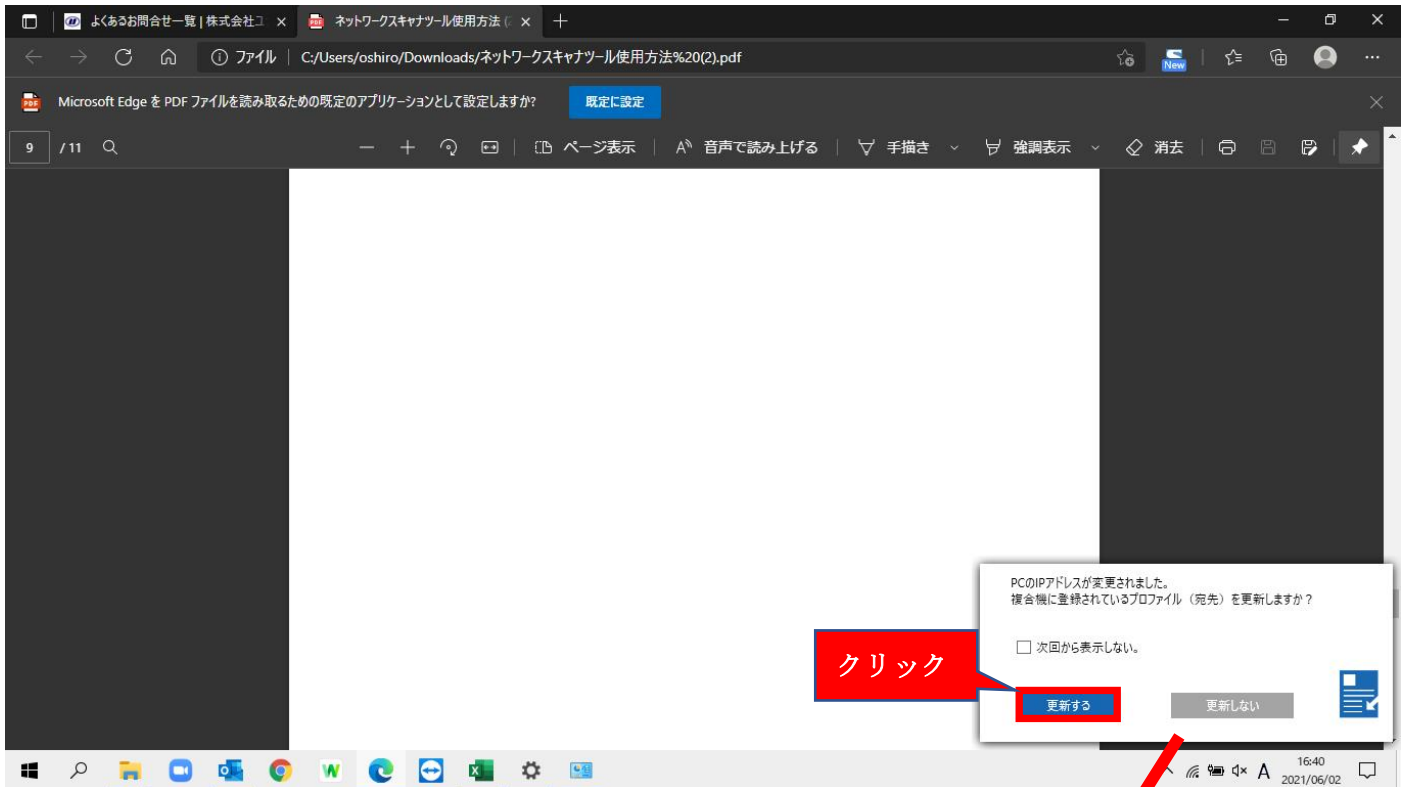 よくあるお問合せ一覧 | 株式会社ユ
ネットワークスキャナツール使用方法 (
ファイル
C:/Users/oshiro/Downloads/ネットワークスキャナツール使用方法%20(2).pdf
New
Microsoft Edge を PDF ファイルを読み取るための既定のアプリケーションとして設定しますか?
既定に設定
9 / 11
ページ表示
音声で読み上げる
手描き
強調表示
消去
PCのIPアドレスが変更されました。
複合機に登録されているプロファイル（宛先）を更新しますか？
次回から表示しない。
クリック
更新する
更新しない
A
16:40
2021/06/02